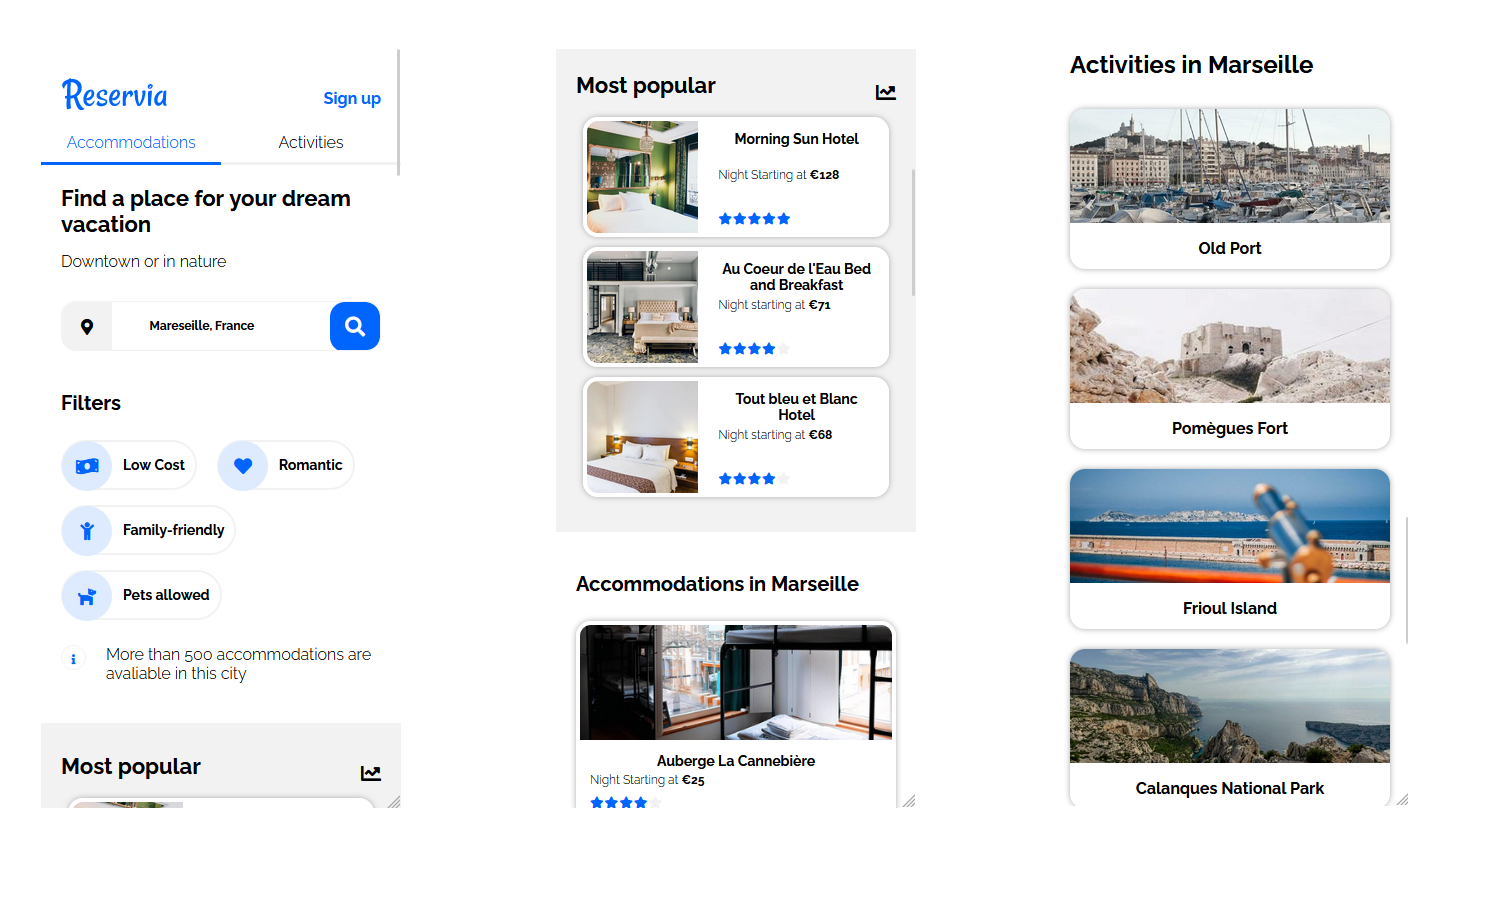 Reservia
Sign up
Accommodations
Activities
Find a place for your dream
vacation
Downtown or in nature
Mareseille, France
Filters
Low Cost
Romantic
Family-friendly
Pets allowed
More than 500 accommodations are
avaliable in this city
Most popular
Most popular
Morning Sun Hotel
Night Starting at €128
Au Coeur de l'Eau Bed
and Breakfast
Night starting at €71
Tout bleu et Blanc
Hotel
Night starting at €68
Accommodations in Marseille
Auberge La Cannebière
Night Starting at €25
Activities in Marseille
Old Port
Pomègues Fort
Frioul Island
Calanques National Park